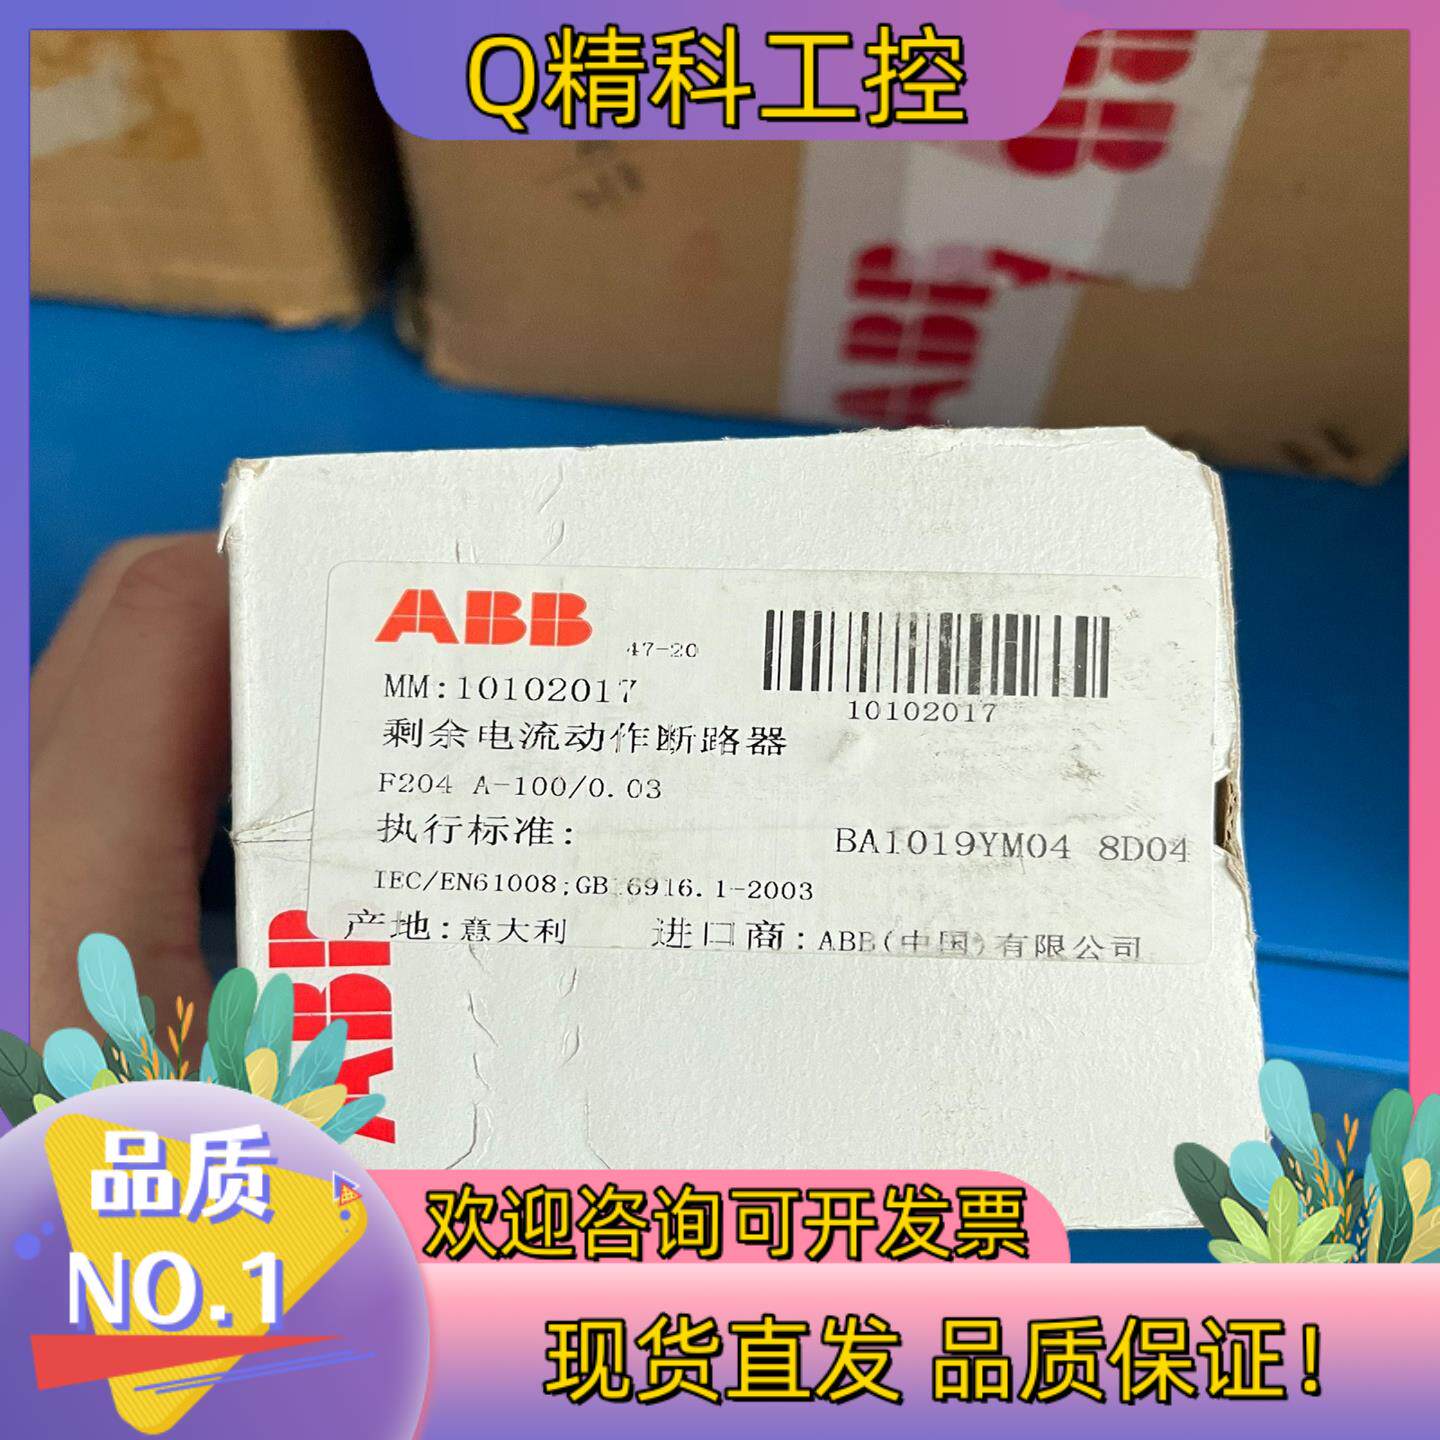 Q精科工控
ABB
ABB
47-20
MM:10102017
10102017
剩余电流动作断路器
F204 A-100/0.03
执行标准:
BA1019YM04 8D04
IEC/EN61008;GB 6916.1-2003
产地:意大利 进口商:ABB(中国)有限公司
ABB
品质
NO.1
欢迎咨询可开发票
现货直发 品质保证!